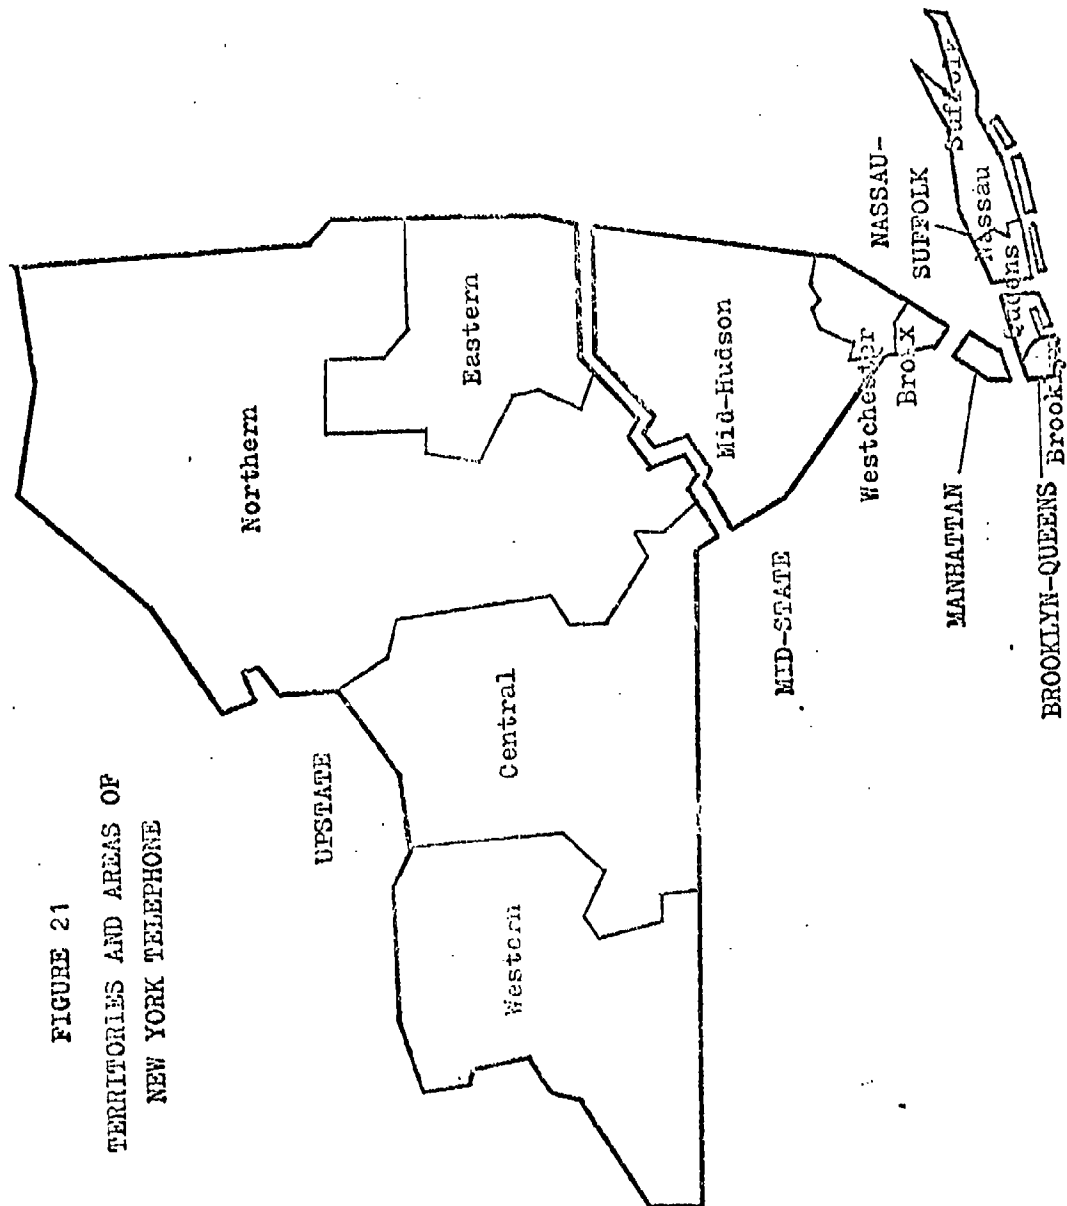 FIGURE 21
TERRITORIES AND AREAS OF
NEW YORK TELEPHONE
UPSTATE
Northern
Eastern
Central
Western
Mid-Hudson
MID-STATE
Westchester
Bronx
NASSAU-
SUFFOLK
Suffolk
Nassau
Queens
MANHATTAN
BROOKLYN-QUEENS
Brooklyn